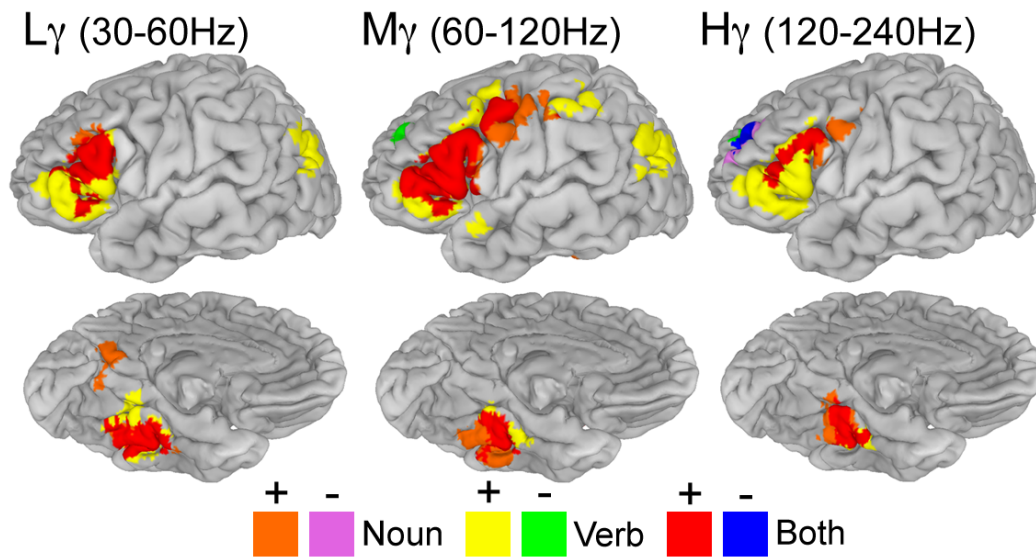 Lγ (30-60Hz) Mγ (60-120Hz) Hγ (120-240Hz)
+ - + - + -
Noun Verb Both